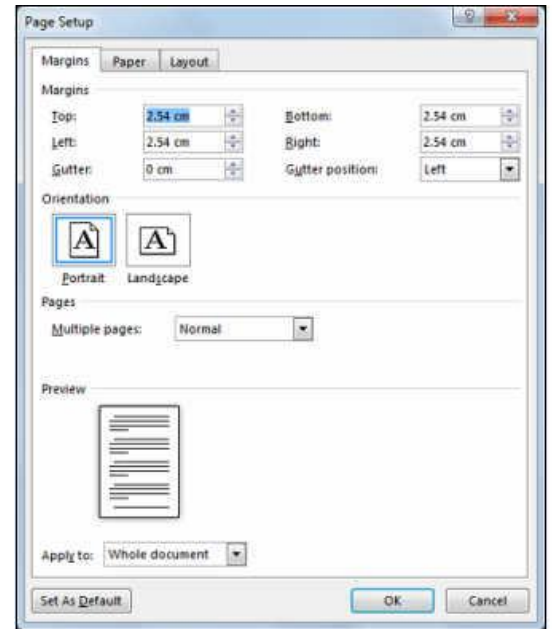 Page Setup
Margins Paper Layout
Margins
Top: 2.54 cm Bottom: 2.54 cm
Left: 2.54 cm Right: 2.54 cm
Gutter: 0 cm Gutter position: Left
Orientation
A A
Portrait Landscape
Pages
Multiple pages: Normal
Preview
Apply to: Whole document
Set As Default OK Cancel